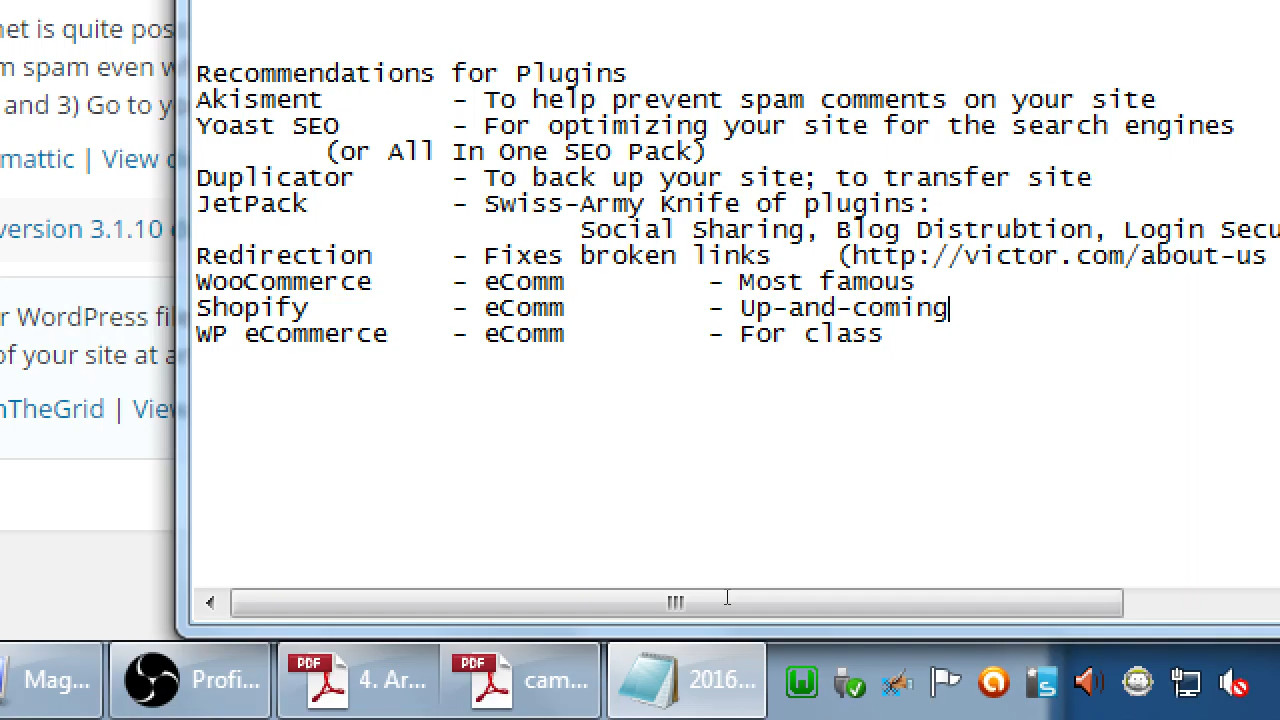 Recommendations for Plugins
Akisment - To help prevent spam comments on your site
Yoast SEO - For optimizing your site for the search engines
(or All In One SEO Pack)
Duplicator - To back up your site; to transfer site
JetPack - Swiss-Army Knife of plugins:
Social Sharing, Blog Distrubtion, Login Secu
Redirection - Fixes broken links (http://victor.com/about-us
WooCommerce - eComm - Most famous
Shopify - eComm - Up-and-coming
WP eCommerce - eComm - For class
net is quite pos
m spam even w
and 3) Go to y
mattic | View d
version 3.1.10
r WordPress fil
of your site at a
nTheGrid | View
Mag...
Profi...
PDF 4. Ar...
PDF cam...
2016...